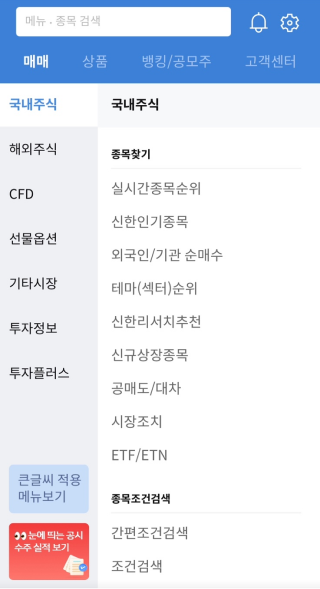 메뉴 · 종목 검색
매매 상품 뱅킹/공모주 고객센터
국내주식
해외주식
CFD
선물옵션
기타시장
투자정보
투자플러스
큰글씨 적용
메뉴보기
눈에 띄는 공시
수주 실적 보기
국내주식
종목찾기
실시간종목순위
신한인기종목
외국인/기관 순매수
테마(섹터)순위
신한리서치추천
신규상장종목
공매도/대차
시장조치
ETF/ETN
종목조건검색
간편조건검색
조건검색